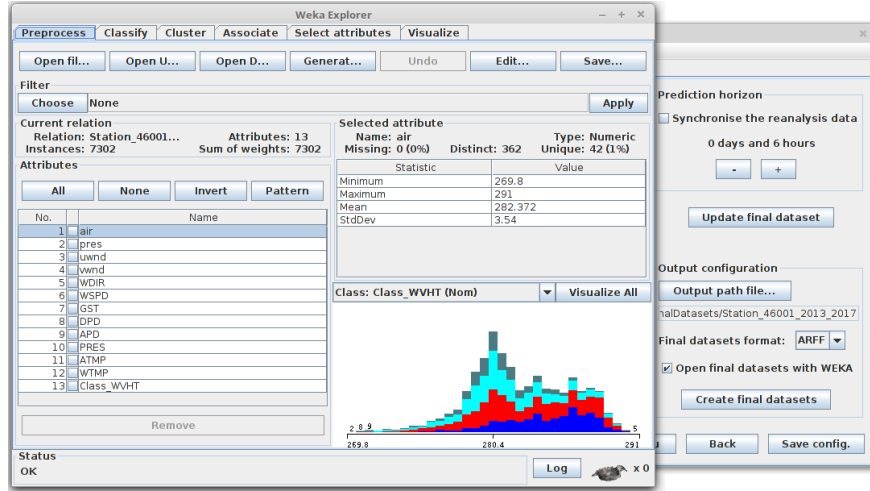 Weka Explorer
Preprocess Classify Cluster Associate Select attributes Visualize
Open fil... Open U... Open D... Generat... Undo Edit... Save...
Filter
Choose None Apply
Current relation
Relation: Station_46001... Attributes: 13
Instances: 7302 Sum of weights: 7302
Attributes
All None Invert Pattern
No. Name
1 air
2 pres
3 uwnd
4 vwnd
5 WDIR
6 WSPD
7 GST
8 DPD
9 APD
10 PRES
11 ATMP
12 WTMP
13 Class_WVHT
Remove
Selected attribute
Name: air Type: Numeric
Missing: 0 (0%) Distinct: 362 Unique: 42 (1%)
Statistic Value
Minimum 269.8
Maximum 291
Mean 282.372
StdDev 3.54
Class: Class_WVHT (Nom) Visualize All
2 8 9 5
269.8 280.4 291
Status
OK Log x 0
Prediction horizon
Synchronise the reanalysis data
0 days and 6 hours
- +
Update final dataset
Output configuration
Output path file...
nalDatasets/Station_46001_2013_2017
Final datasets format: ARFF
Open final datasets with WEKA
Create final datasets
Back Save config.